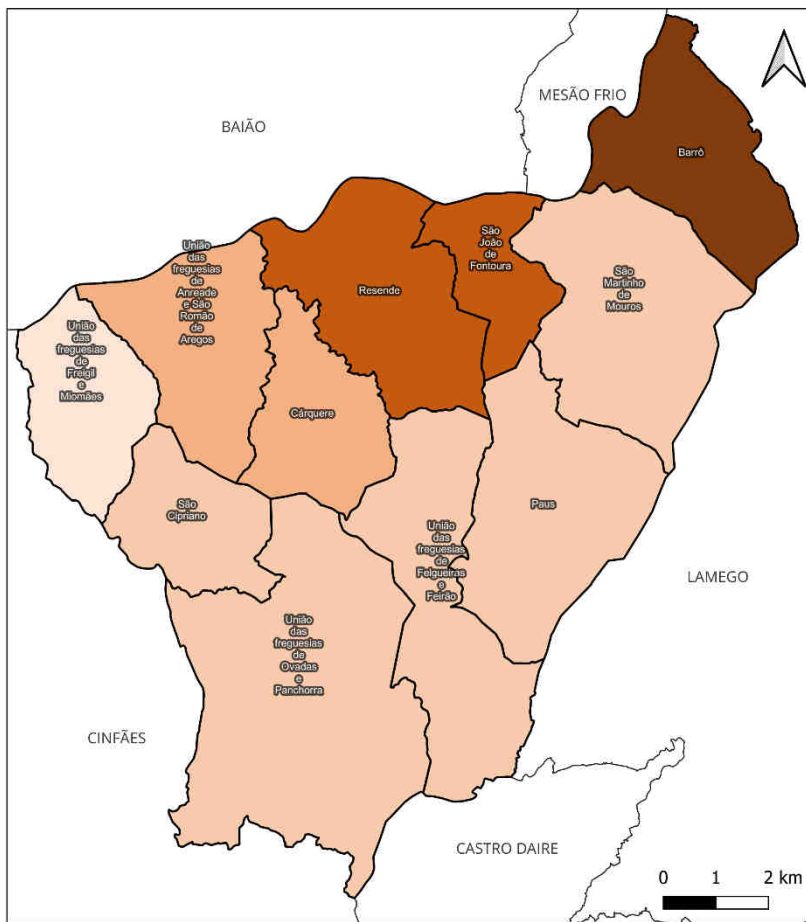 MESÃO FRIO
BAIÃO
Barrô
União
das
freguesias
de
Anreade
e São
Romão
de
Aregos
São
João
de
Fontoura
Resende
São
Martinho
de
Mouros
União
das
freguesias
de
Freigil
e
Miomães
Cárquere
São
Cipriano
Paus
União
das
freguesias
de
Felgueiras
e
Feirão
LAMEGO
União
das
freguesias
de
Ovadas
e
Panchorra
CINFÃES
CASTRO DAIRE
0 1 2 km